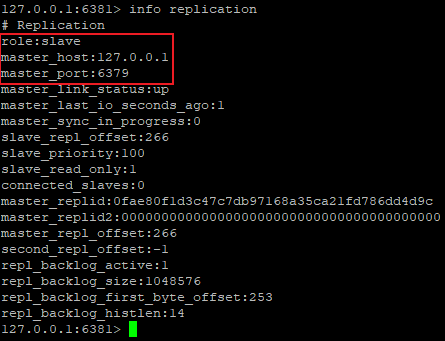 127.0.0.1:6381> info replication
# Replication
role:slave
master_host:127.0.0.1
master_port:6379
master_link_status:up
master_last_io_seconds_ago:1
master_sync_in_progress:0
slave_repl_offset:266
slave_priority:100
slave_read_only:1
connected_slaves:0
master_replid:0fae80f1d3c47c7db97168a35ca21fd786dd4d9c
master_replid2:0000000000000000000000000000000000000000
master_repl_offset:266
second_repl_offset:-1
repl_backlog_active:1
repl_backlog_size:1048576
repl_backlog_first_byte_offset:253
repl_backlog_histlen:14
127.0.0.1:6381>